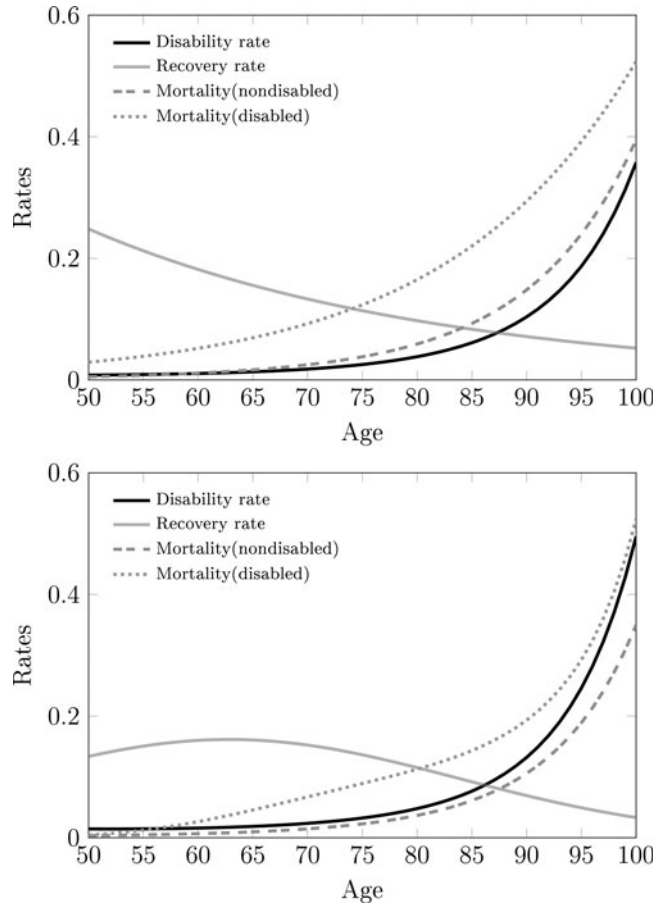 0.6
Disability rate
Recovery rate
Mortality(nondisabled)
Mortality(disabled)
0.4
Rates
0.2
0
50 55 60 65 70 75 80 85 90 95 100
Age
0.6
Disability rate
Recovery rate
Mortality(nondisabled)
Mortality(disabled)
0.4
Rates
0.2
0
50 55 60 65 70 75 80 85 90 95 100
Age